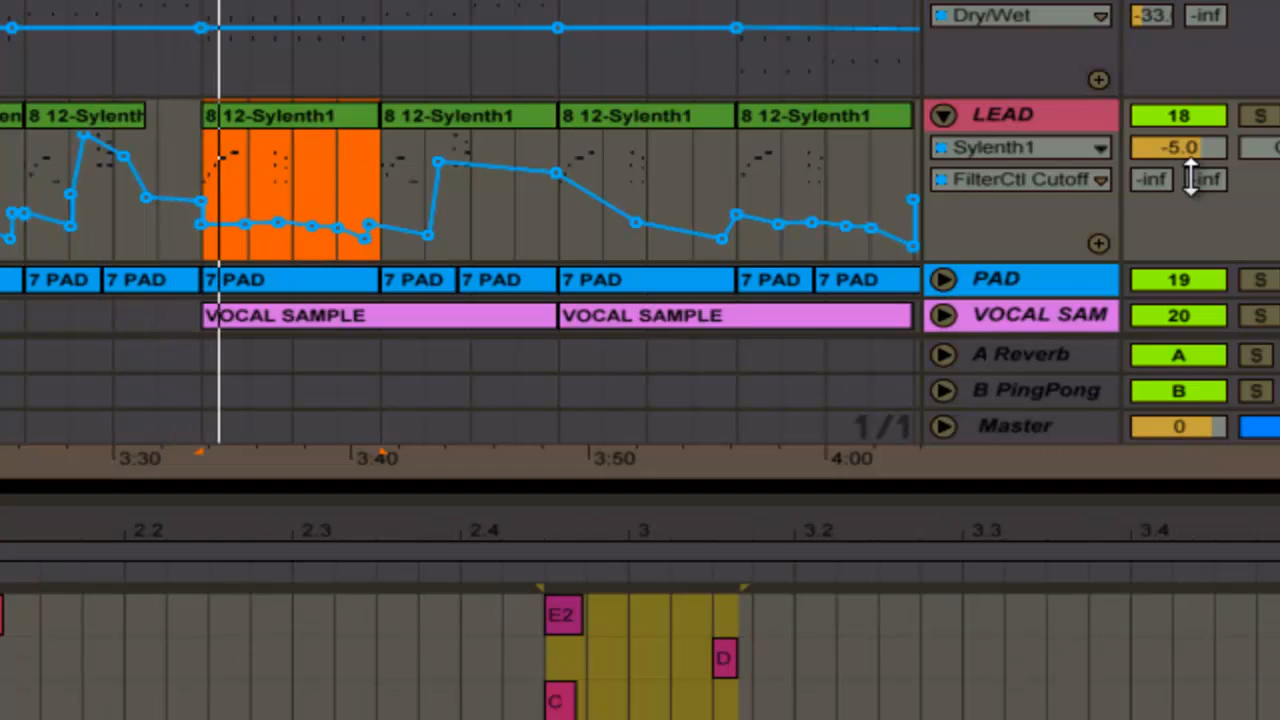 Dry/Wet -33. -inf
en 8 12-Sylenth 8 12-Sylenth1 8 12-Sylenth1 8 12-Sylenth1 8 12-Sylenth1 LEAD 18 S
Sylenth1 -5.0
FilterCtl Cutoff -inf -inf
7 PAD 7 PAD 7 PAD 7 PAD 7 PAD 7 PAD 7 PAD 7 PAD PAD 19 S
VOCAL SAMPLE VOCAL SAMPLE VOCAL SAM 20 S
A Reverb A S
B PingPong B S
1/1 Master 0
3:30 3:40 3:50 4:00
2.2 2.3 2.4 3 3.2 3.3 3.4
E2
D
C